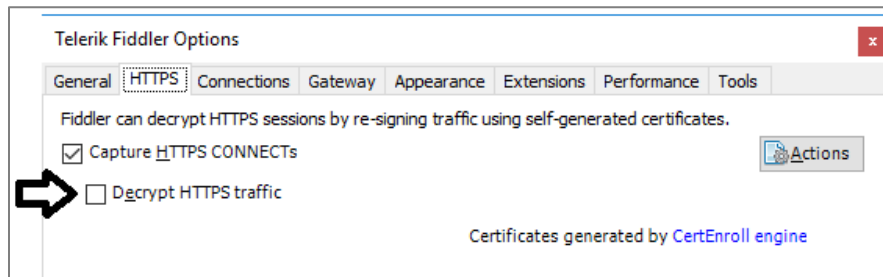 Telerik Fiddler Options
x
General HTTPS Connections Gateway Appearance Extensions Performance Tools
Fiddler can decrypt HTTPS sessions by re-signing traffic using self-generated certificates.
Capture HTTPS CONNECTs
Actions
Decrypt HTTPS traffic
Certificates generated by CertEnroll engine